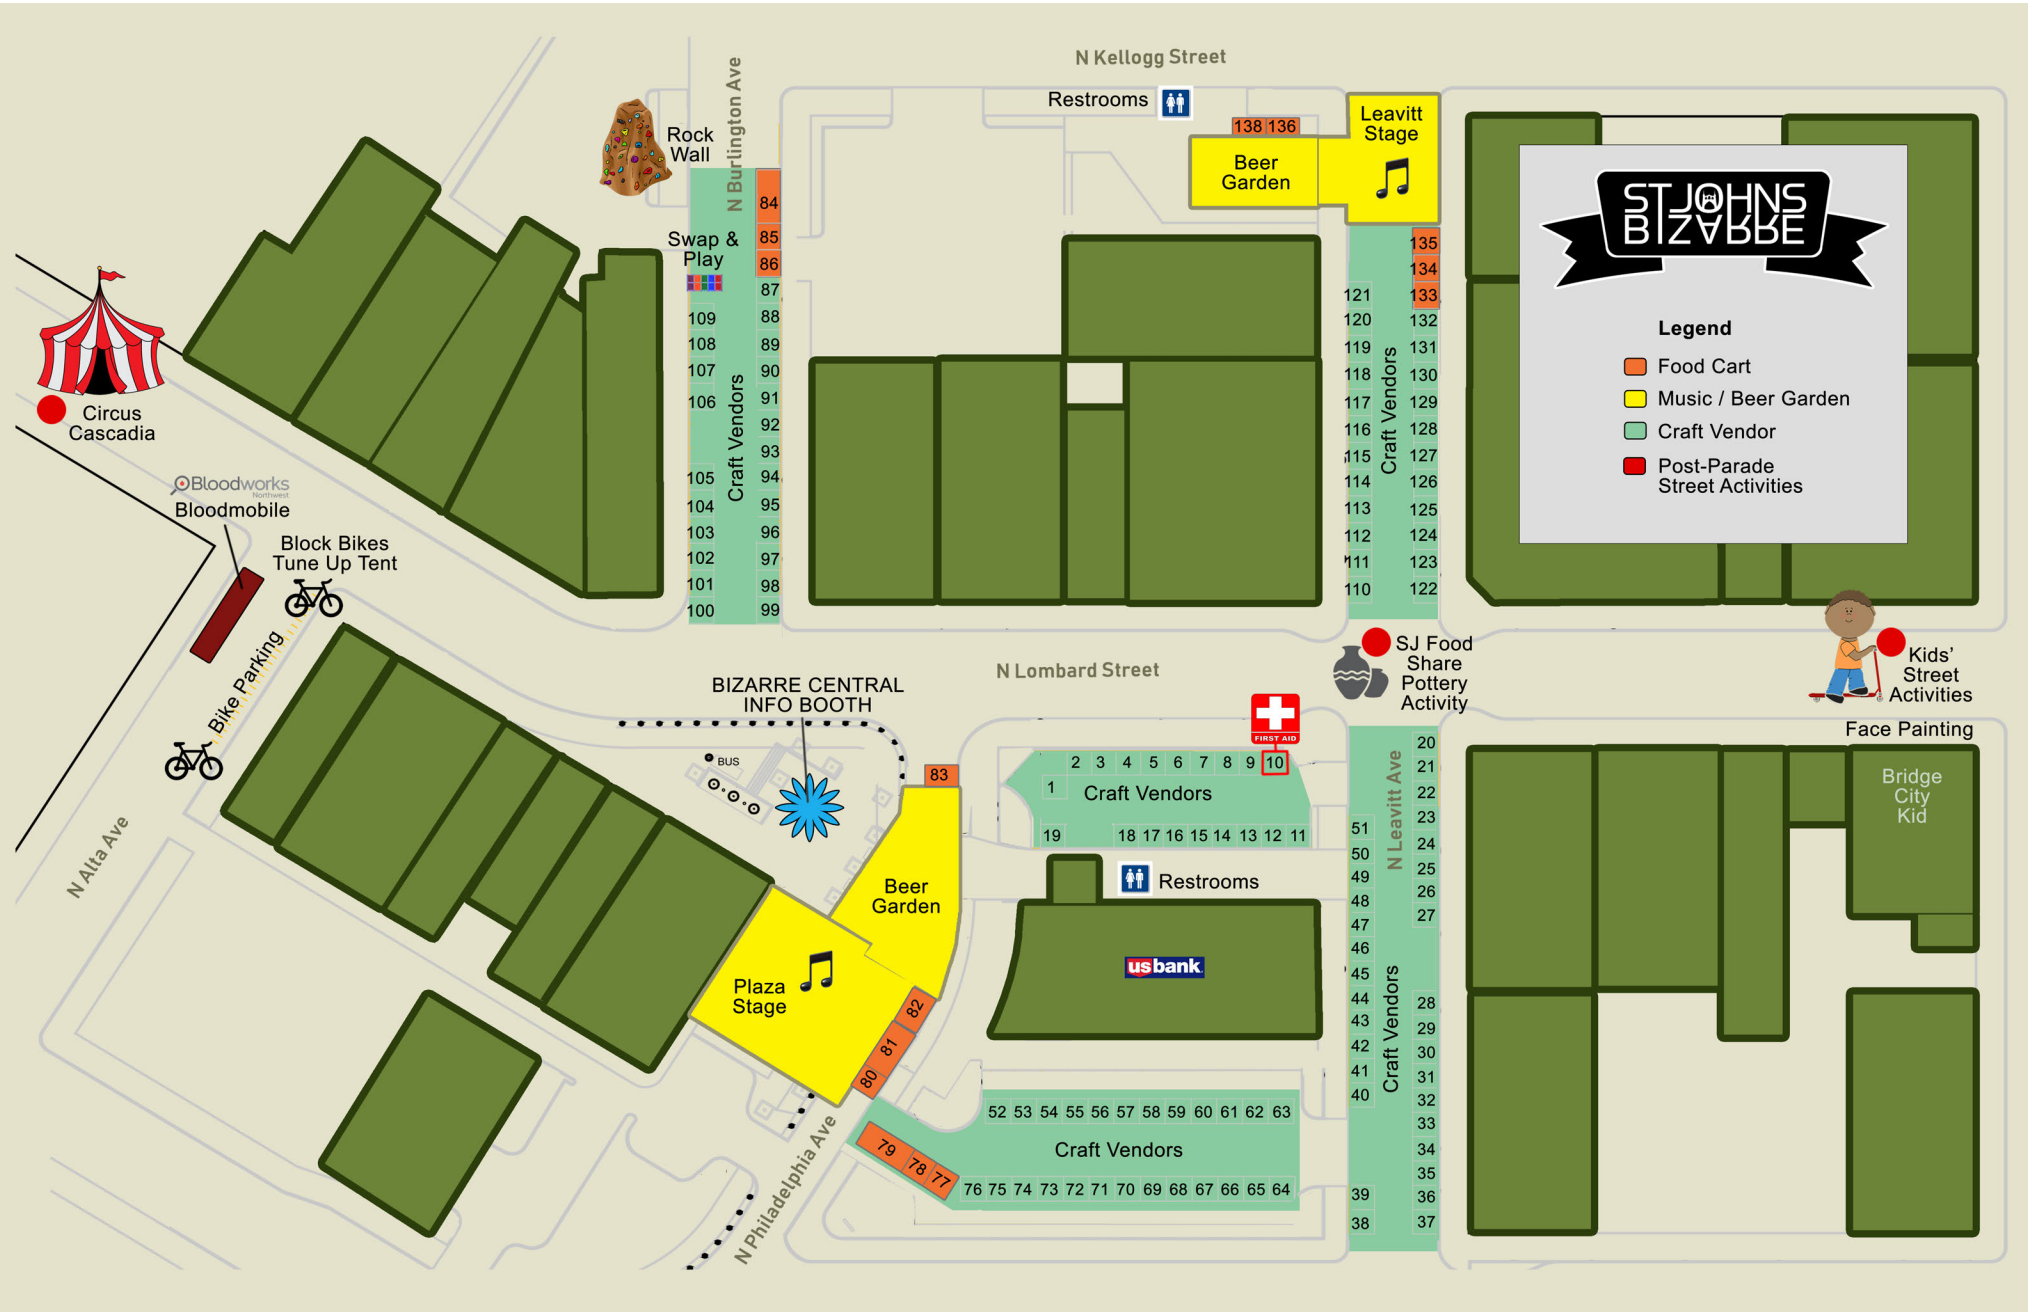 N Kellogg Street
Restrooms
138 136
Leavitt
Stage
Beer
Garden
N Burlington Ave
Rock
Wall
Swap &
Play
84
85
86
87
88
89
90
91
92
93
94
95
96
97
98
99
109
108
107
106
105
104
103
102
101
100
Craft Vendors
135
134
133
132
131
130
129
128
127
126
125
124
123
122
121
120
119
118
117
116
115
114
113
112
111
110
Craft Vendors
ST JOHNS
BIZARRE
Legend
Food Cart
Music / Beer Garden
Craft Vendor
Post-Parade
Street Activities
Circus
Cascadia
Bloodworks
Northwest
Bloodmobile
Block Bikes
Tune Up Tent
Bike Parking
N Alta Ave
BIZARRE CENTRAL
INFO BOOTH
BUS
N Lombard Street
SJ Food
Share
Pottery
Activity
Kids'
Street
Activities
Face Painting
Bridge
City
Kid
FIRST AID
83
Beer
Garden
Plaza
Stage
82
81
80
79
78
77
N Philadelphia Ave
1
2 3 4 5 6 7 8 9 10
Craft Vendors
19 18 17 16 15 14 13 12 11
Restrooms
usbank
52 53 54 55 56 57 58 59 60 61 62 63
Craft Vendors
76 75 74 73 72 71 70 69 68 67 66 65 64
N Leavitt Ave
Craft Vendors
51
50
49
48
47
46
45
44
43
42
41
40
39
38
20
21
22
23
24
25
26
27
28
29
30
31
32
33
34
35
36
37